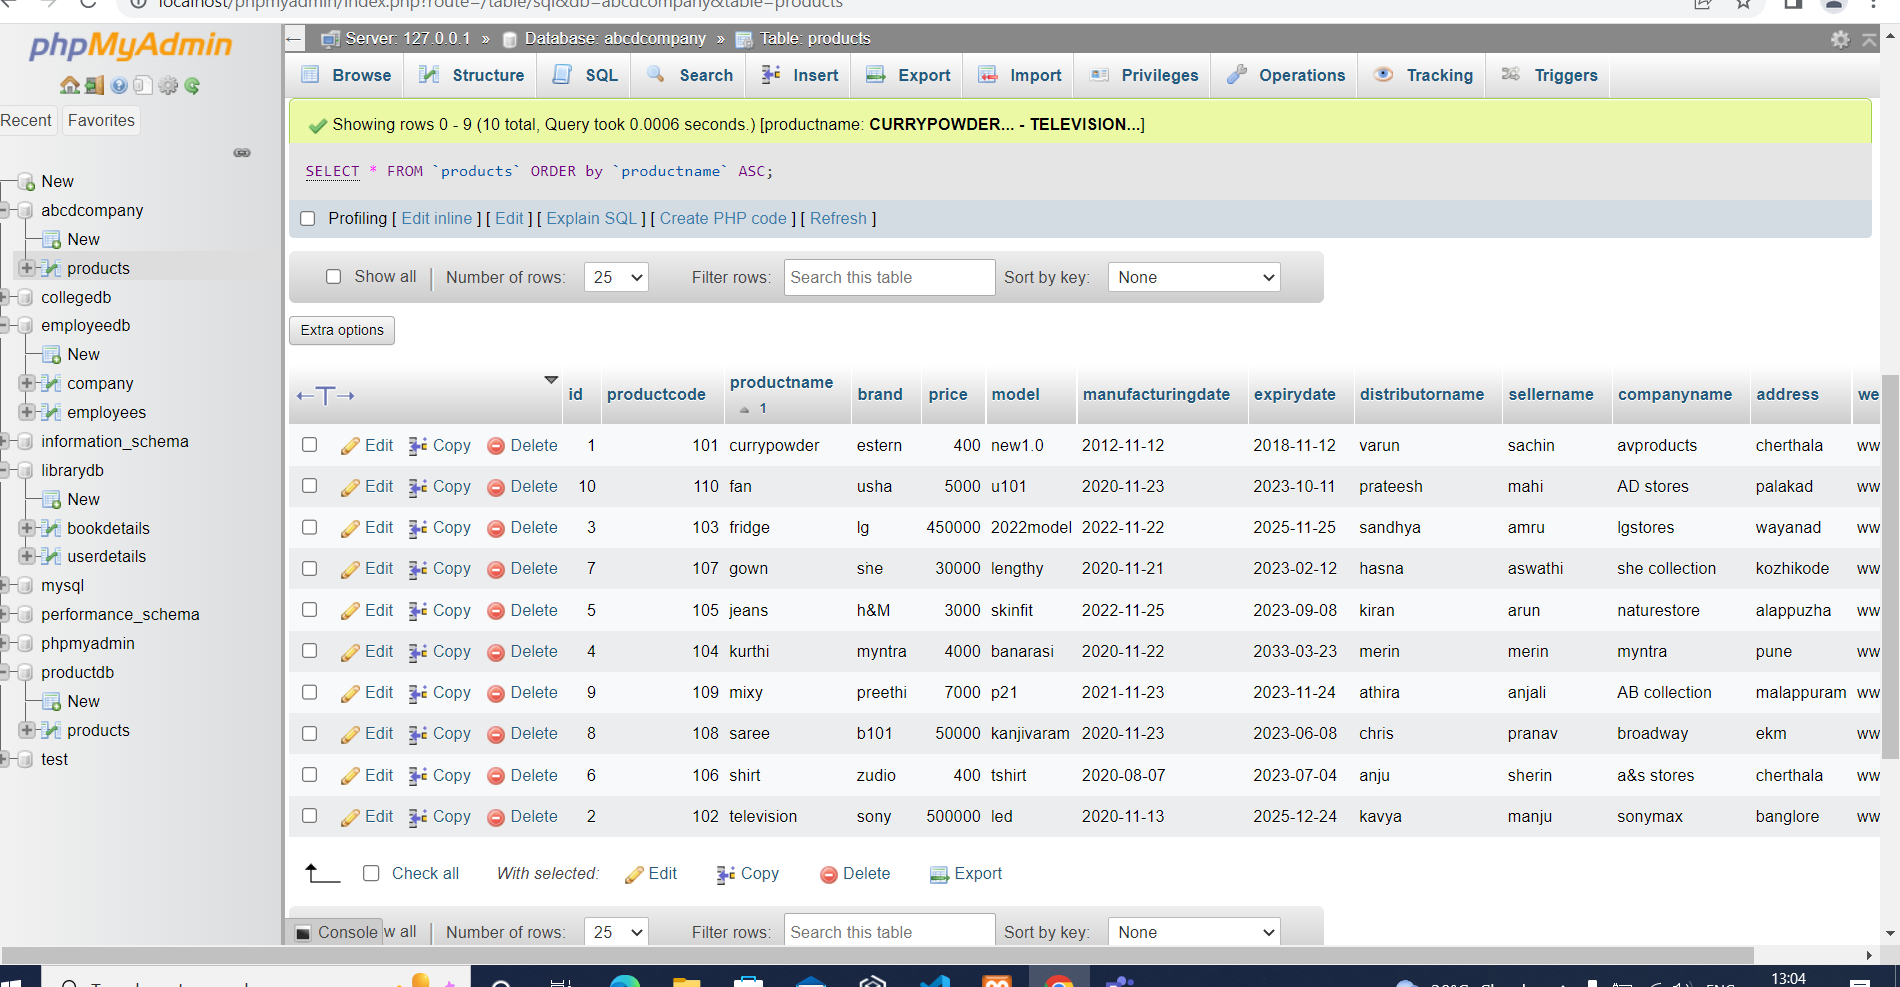 localhost/phpmyadmin/index.php?route=/table/sql&db=abcdcompany&table=products
phpMyAdmin
Recent Favorites
New
abcdcompany
New
products
collegedb
employeedb
New
company
employees
information_schema
librarydb
New
bookdetails
userdetails
mysql
performance_schema
phpmyadmin
productdb
New
products
test
Server: 127.0.0.1 » Database: abcdcompany » Table: products
Browse Structure SQL Search Insert Export Import Privileges Operations Tracking Triggers
Showing rows 0 - 9 (10 total, Query took 0.0006 seconds.) [productname: CURRYPOWDER... - TELEVISION...]
SELECT * FROM `products` ORDER by `productname` ASC;
Profiling [ Edit inline ] [ Edit ] [ Explain SQL ] [ Create PHP code ] [ Refresh ]
Show all Number of rows: 25 Filter rows: Search this table Sort by key: None
Extra options
id productcode productname 1 brand price model manufacturingdate expirydate distributorname sellername companyname address we
Edit Copy Delete 1 101 currypowder estern 400 new1.0 2012-11-12 2018-11-12 varun sachin avproducts cherthala ww
Edit Copy Delete 10 110 fan usha 5000 u101 2020-11-23 2023-10-11 prateesh mahi AD stores palakad ww
Edit Copy Delete 3 103 fridge lg 450000 2022model 2022-11-22 2025-11-25 sandhya amru lgstores wayanad ww
Edit Copy Delete 7 107 gown sne 30000 lengthy 2020-11-21 2023-02-12 hasna aswathi she collection kozhikode ww
Edit Copy Delete 5 105 jeans h&M 3000 skinfit 2022-11-25 2023-09-08 kiran arun naturestore alappuzha ww
Edit Copy Delete 4 104 kurthi myntra 4000 banarasi 2020-11-22 2033-03-23 merin merin myntra pune ww
Edit Copy Delete 9 109 mixy preethi 7000 p21 2021-11-23 2023-11-24 athira anjali AB collection malappuram ww
Edit Copy Delete 8 108 saree b101 50000 kanjivaram 2020-11-23 2023-06-08 chris pranav broadway ekm ww
Edit Copy Delete 6 106 shirt zudio 400 tshirt 2020-08-07 2023-07-04 anju sherin a&s stores cherthala ww
Edit Copy Delete 2 102 television sony 500000 led 2020-11-13 2025-12-24 kavya manju sonymax banglore ww
Check all With selected: Edit Copy Delete Export
Console w all Number of rows: 25 Filter rows: Search this table Sort by key: None
13:04